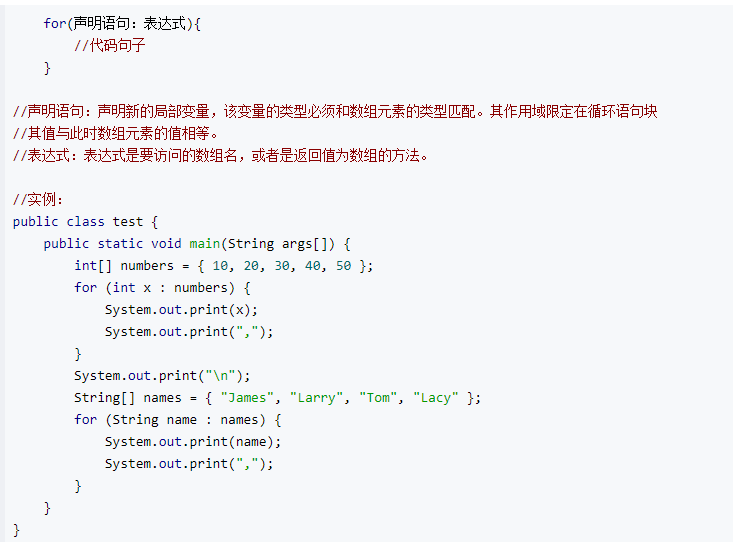 for(声明语句：表达式){
//代码句子
}
//声明语句：声明新的局部变量，该变量的类型必须和数组元素的类型匹配。其作用域限定在循环语句块
//其值与此时数组元素的值相等。
//表达式：表达式是要访问的数组名，或者是返回值为数组的方法。
//实例：
public class test {
public static void main(String args[]) {
int[] numbers = { 10, 20, 30, 40, 50 };
for (int x : numbers) {
System.out.print(x);
System.out.print(",");
}
System.out.print("\n");
String[] names = { "James", "Larry", "Tom", "Lacy" };
for (String name : names) {
System.out.print(name);
System.out.print(",");
}
}
}